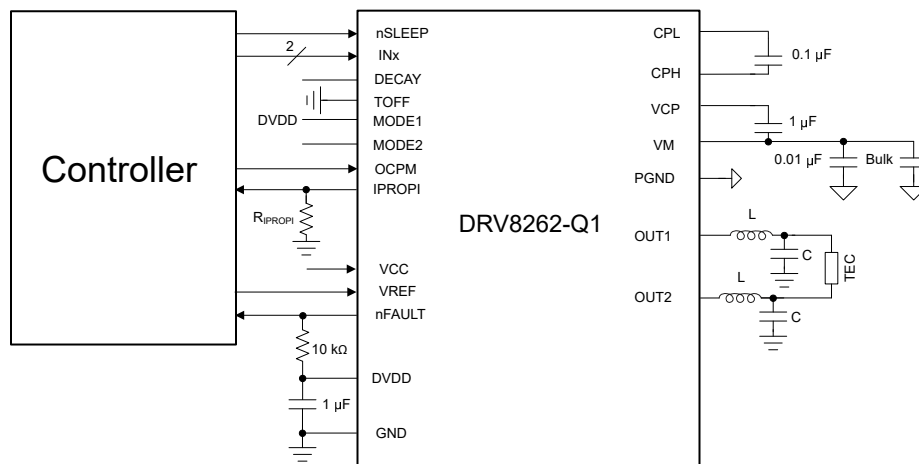 Controller
2
DVDD
R_IPROPI
10 kΩ
1 µF
nSLEEP
INx
DECAY
TOFF
MODE1
MODE2
OCPM
IPROPI
VCC
VREF
nFAULT
DVDD
GND
DRV8262-Q1
CPL
CPH
VCP
VM
PGND
OUT1
OUT2
0.1 µF
1 µF
0.01 µF
Bulk
L
C
TEC
L
C